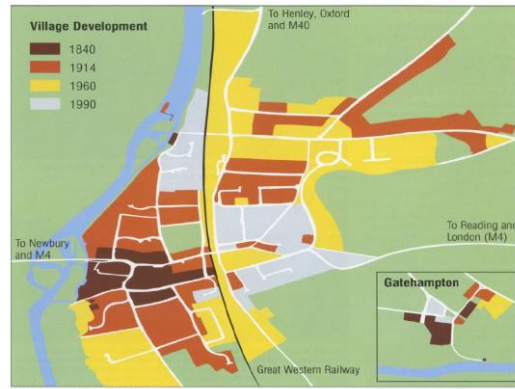 Village Development
1840
1914
1960
1990
To Henley, Oxford
and M40
To Newbury
and M4
To Reading and
London (M4)
Gatehampton
Great Western Railway